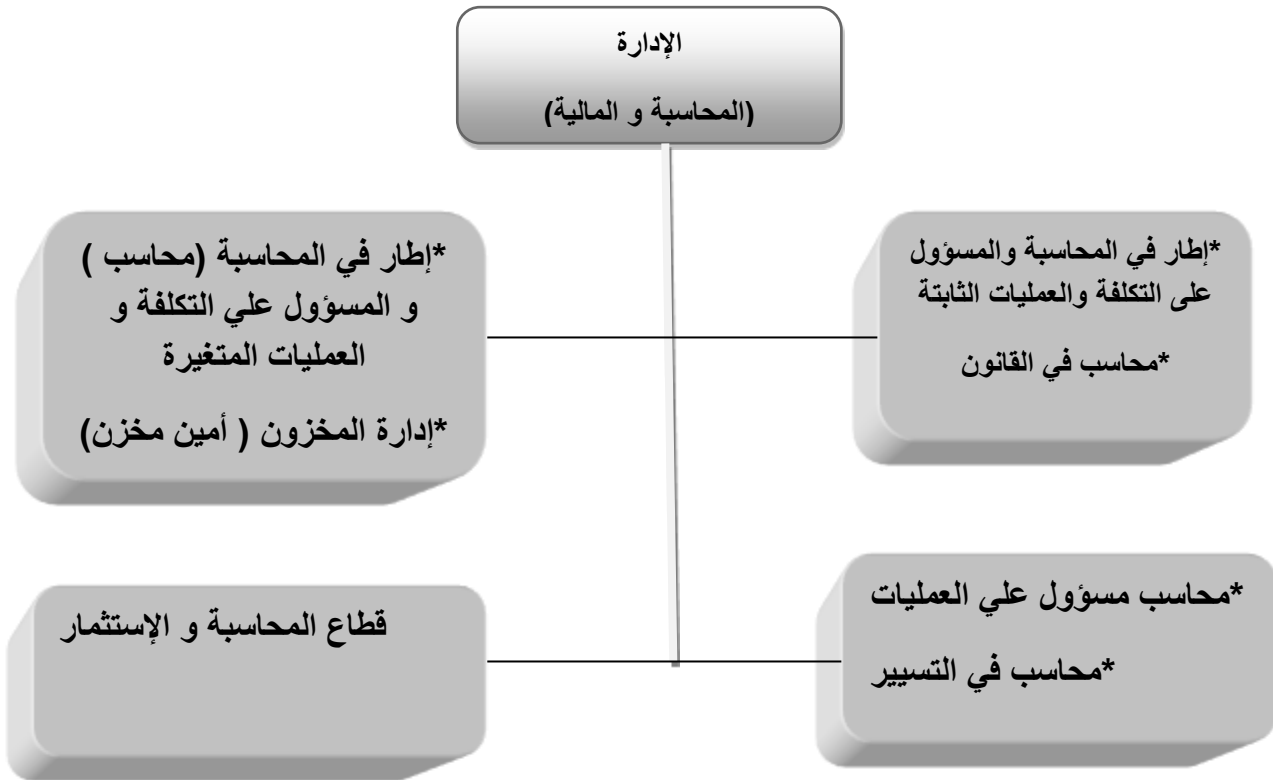 الإدارة
(المحاسبة و المالية)
*إطار في المحاسبة والمسؤول
على التكلفة والعمليات الثابتة
*محاسب في القانون
*إطار في المحاسبة (محاسب )
و المسؤول علي التكلفة و
العمليات المتغيرة
*إدارة المخزون ( أمين مخزن)
*محاسب مسؤول علي العمليات
*محاسب في التسيير
قطاع المحاسبة و الإستثمار